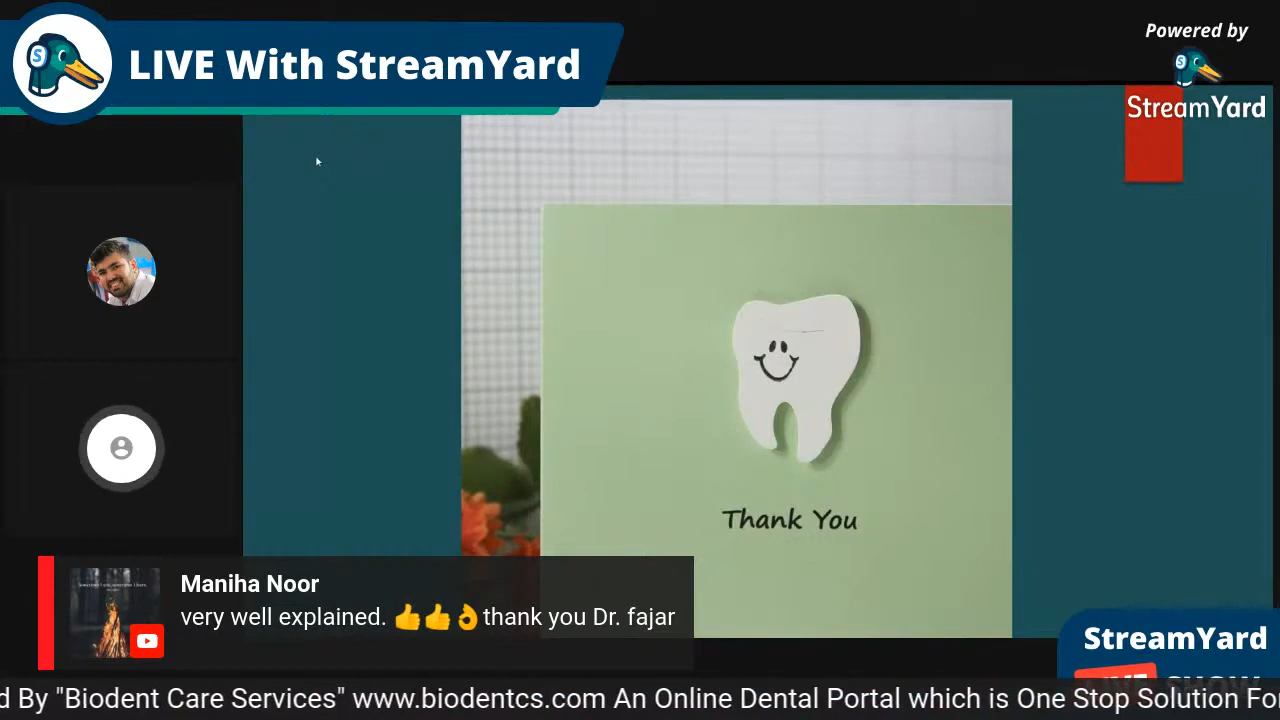 LIVE With StreamYard
Powered by
StreamYard
Thank You
Maniha Noor
very well explained. 👍👍👌thank you Dr. fajar
StreamYard
d By "Biodent Care Services" www.biodentcs.com An Online Dental Portal which is One Stop Solution Fo